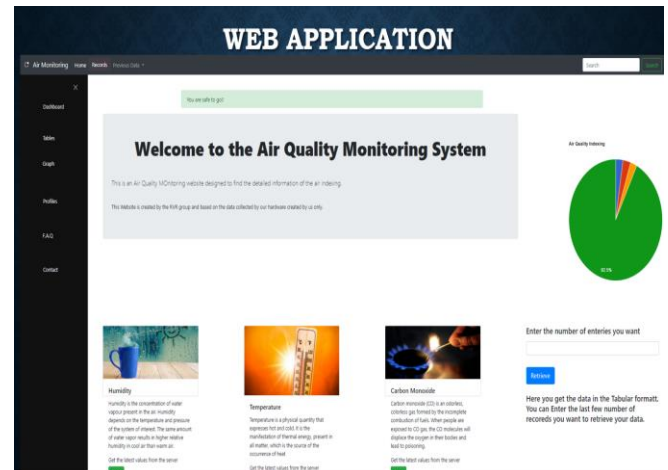 WEB APPLICATION
Air Monitoring Home Records Previous Data
Search
Search
You are safe to go!
Dashboard
Tables
Graph
Profiles
F.A.Q.
Contact
Welcome to the Air Quality Monitoring System
This is an Air Quality MOnitoring website designed to find the detailed information of the air indexing.
This Website is created by the group and based on the data collected by our hardware created by us only.
Air Quality Indexing
Humidity
Humidity is the concentration of water
vapour present in the air. Humidity
depends on the temperature and pressure
of the system of interest. The same amount
of water vapor results in higher relative
humidity in cool air than warm air.
Get the latest values from the server
Temperature
Temperature is a physical quantity that
expresses hot and cold. It is the
manifestation of thermal energy, present in
all matter, which is the source of the
occurrence of heat
Get the latest values from the server
Carbon Monoxide
Carbon monoxide (CO) is an odorless,
colorless gas formed by the incomplete
combustion of fuels. When people are
exposed to CO gas, the CO molecules will
displace the oxygen in their bodies and
lead to poisoning.
Get the latest values from the server
Enter the number of enteries you want
Retrieve
Here you get the data in the Tabular formatt.
You can Enter the last few number of
recoreds you want to retrieve your data.